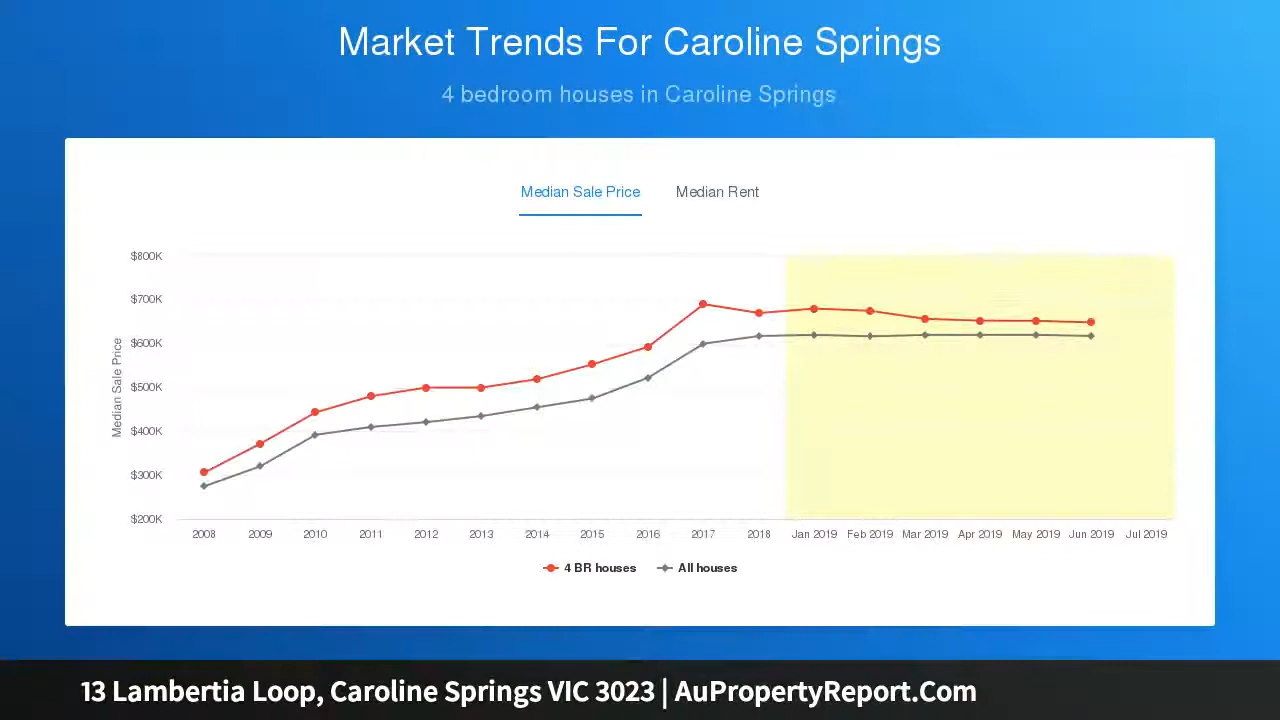 Market Trends For Caroline Springs
4 bedroom houses in Caroline Springs
Median Sale Price Median Rent
$800K
$700K
$600K
$500K
$400K
$300K
$200K
Median Sale Price
2008 2009 2010 2011 2012 2013 2014 2015 2016 2017 2018 Jan 2019 Feb 2019 Mar 2019 Apr 2019 May 2019 Jun 2019 Jul 2019
4 BR houses All houses
13 Lambertia Loop, Caroline Springs VIC 3023 | AuPropertyReport.Com